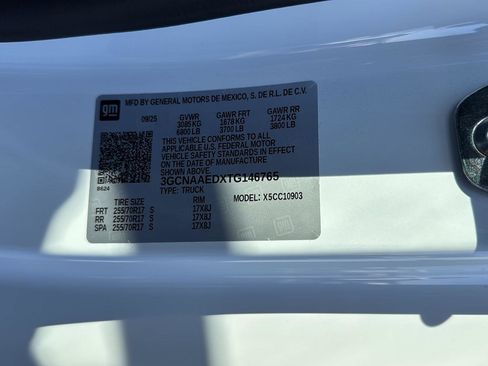 gm
MFD BY GENERAL MOTORS DE MEXICO, S. DE R.L. DE C.V.
09/25 GVWR GAWR FRT GAWR RR
3085 KG 1678 KG 1724 KG
6800 LB 3700 LB 3800 LB
THIS VEHICLE CONFORMS TO ALL
APPLICABLE U.S. FEDERAL MOTOR
VEHICLE SAFETY STANDARDS IN
EFFECT ON THE DATE OF
MANUFACTURE SHOWN ABOVE.
3GCNAAEDXTG146765
8624 TYPE: TRUCK MODEL: X5CC10903
TIRE SIZE RIM
FRT 255/70R17 S 17X8J
RR 255/70R17 S 17X8J
SPA 255/70R17 S 17X8J